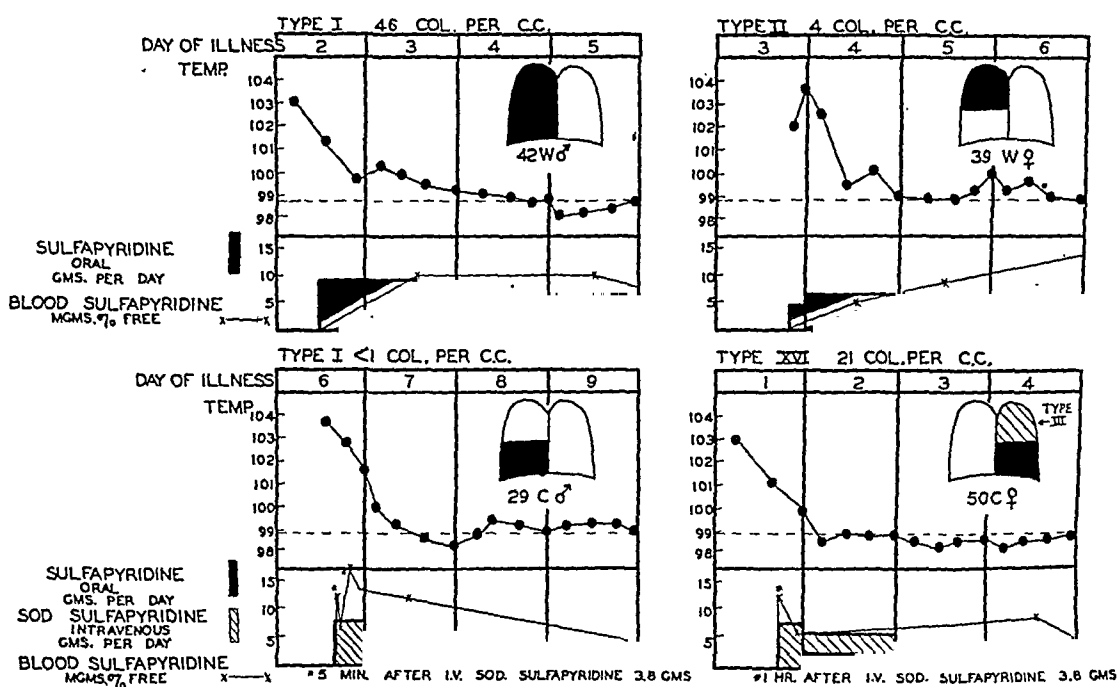 TYPE I 46 COL. PER C.C.
DAY OF ILLNESS 2 3 4 5
TEMP.
104
103
102
101
100
99
98
42W♂
SULFAPYRIDINE
ORAL
GMS. PER DAY
BLOOD SULFAPYRIDINE
MGMS.% FREE x—x
15
10
5
TYPE II 4 COL. PER C.C.
3 4 5 6
104
103
102
101
100
99
98
39 W♀
15
10
5
TYPE I <1 COL. PER C.C.
DAY OF ILLNESS 6 7 8 9
TEMP.
104
103
102
101
100
99
98
29 C♂
SULFAPYRIDINE
ORAL
GMS. PER DAY
SOD SULFAPYRIDINE
INTRAVENOUS
GMS. PER DAY
BLOOD SULFAPYRIDINE
MGMS.% FREE x—x
15
10
5
*
*5 MIN. AFTER I.V. SOD. SULFAPYRIDINE 3.8 GMS
TYPE XVI 21 COL. PER C.C.
1 2 3 4
104
103
102
101
100
99
98
TYPE
III
50C♀
15
10
5
*
*1 HR. AFTER I.V. SOD. SULFAPYRIDINE 3.8 GMS